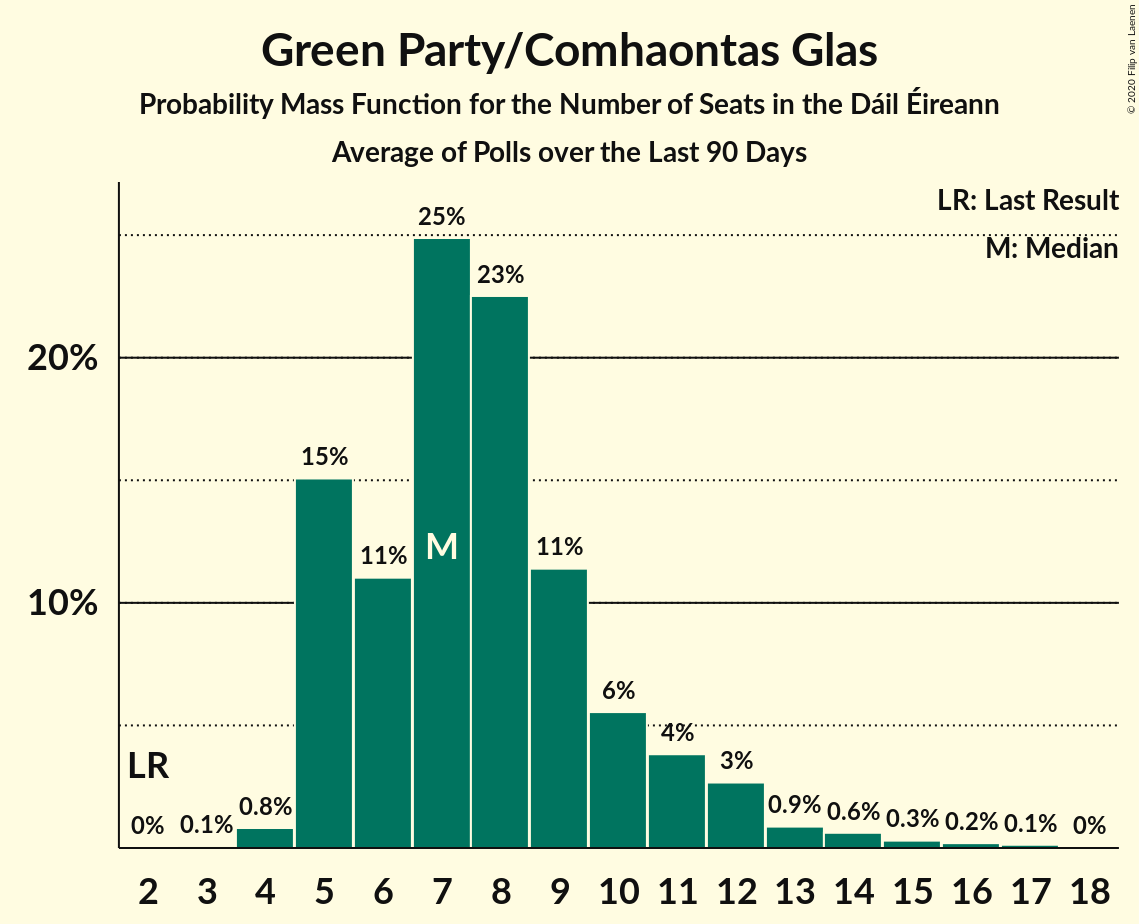 Green Party/Comhaontas Glas
Probability Mass Function for the Number of Seats in the Dáil Éireann
Average of Polls over the Last 90 Days
© 2020 Filip van Laenen
LR: Last Result
M: Median
25%
23%
20%
15%
11%
M
11%
10%
6%
4%
3%
LR
0%
0.1%
0.8%
0.9%
0.6%
0.3%
0.2%
0.1%
0%
2 3 4 5 6 7 8 9 10 11 12 13 14 15 16 17 18